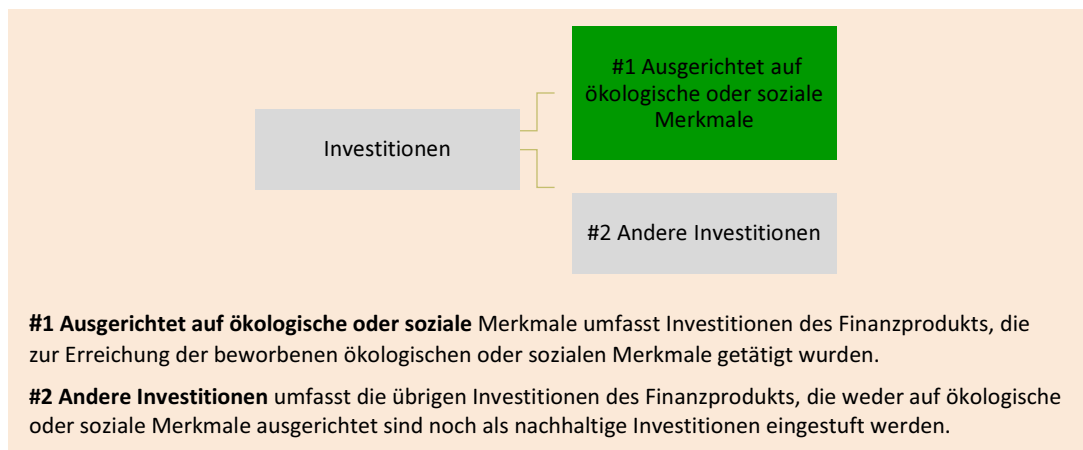 #1 Ausgerichtet auf
ökologische oder soziale
Merkmale
Investitionen
#2 Andere Investitionen
#1 Ausgerichtet auf ökologische oder soziale Merkmale umfasst Investitionen des Finanzprodukts, die
zur Erreichung der beworbenen ökologischen oder sozialen Merkmale getätigt wurden.
#2 Andere Investitionen umfasst die übrigen Investitionen des Finanzprodukts, die weder auf ökologische
oder soziale Merkmale ausgerichtet sind noch als nachhaltige Investitionen eingestuft werden.